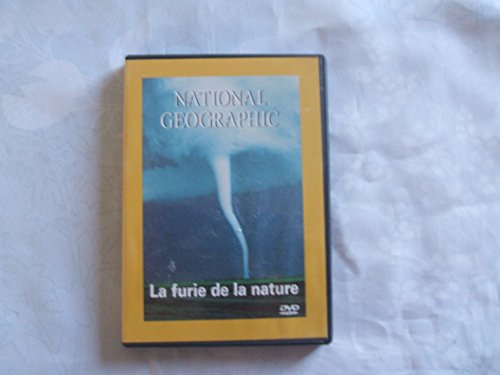 NATIONAL
GEOGRAPHIC
La furie de la nature
DVD